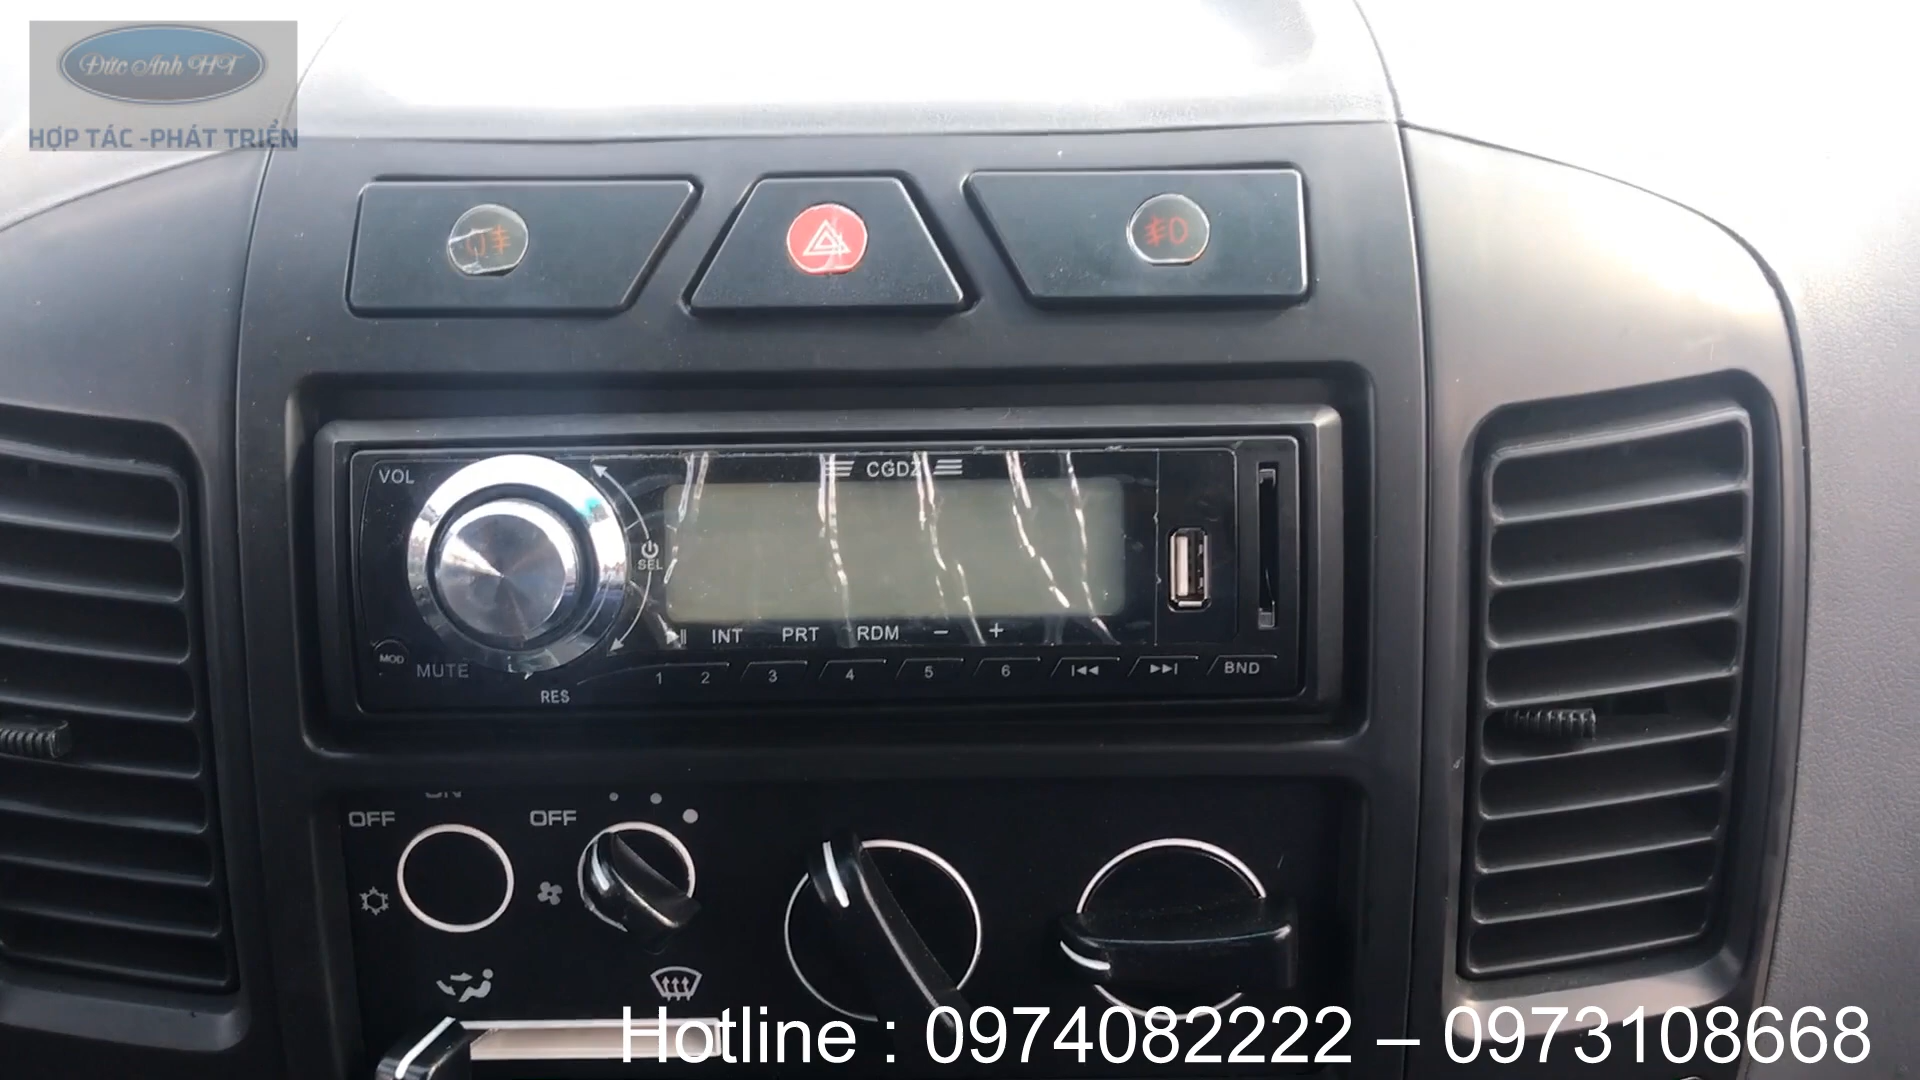 Đức Anh HT
HỢP TÁC -PHÁT TRIỂN
VOL
CGDZ
SEL
INT PRT RDM − +
MOD
MUTE
RES
1 2 3 4 5 6 BND
ON
OFF OFF
Hotline : 0974082222 – 0973108668